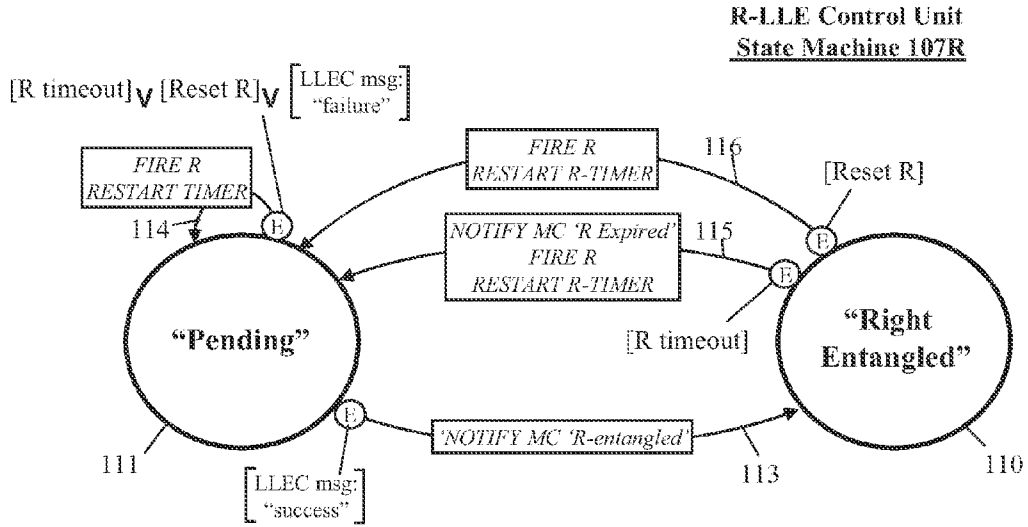 R-LLE Control Unit
State Machine 107R
[R timeout] v [Reset R] v [LLEC msg:
"failure"]
FIRE R
RESTART TIMER
114
E
FIRE R
RESTART R-TIMER
116
[Reset R]
E
NOTIFY MC 'R Expired'
FIRE R
RESTART R-TIMER
115
E
[R timeout]
"Pending"
"Right
Entangled"
E
'NOTIFY MC 'R-entangled'
111
[LLEC msg:
"success"]
113
110